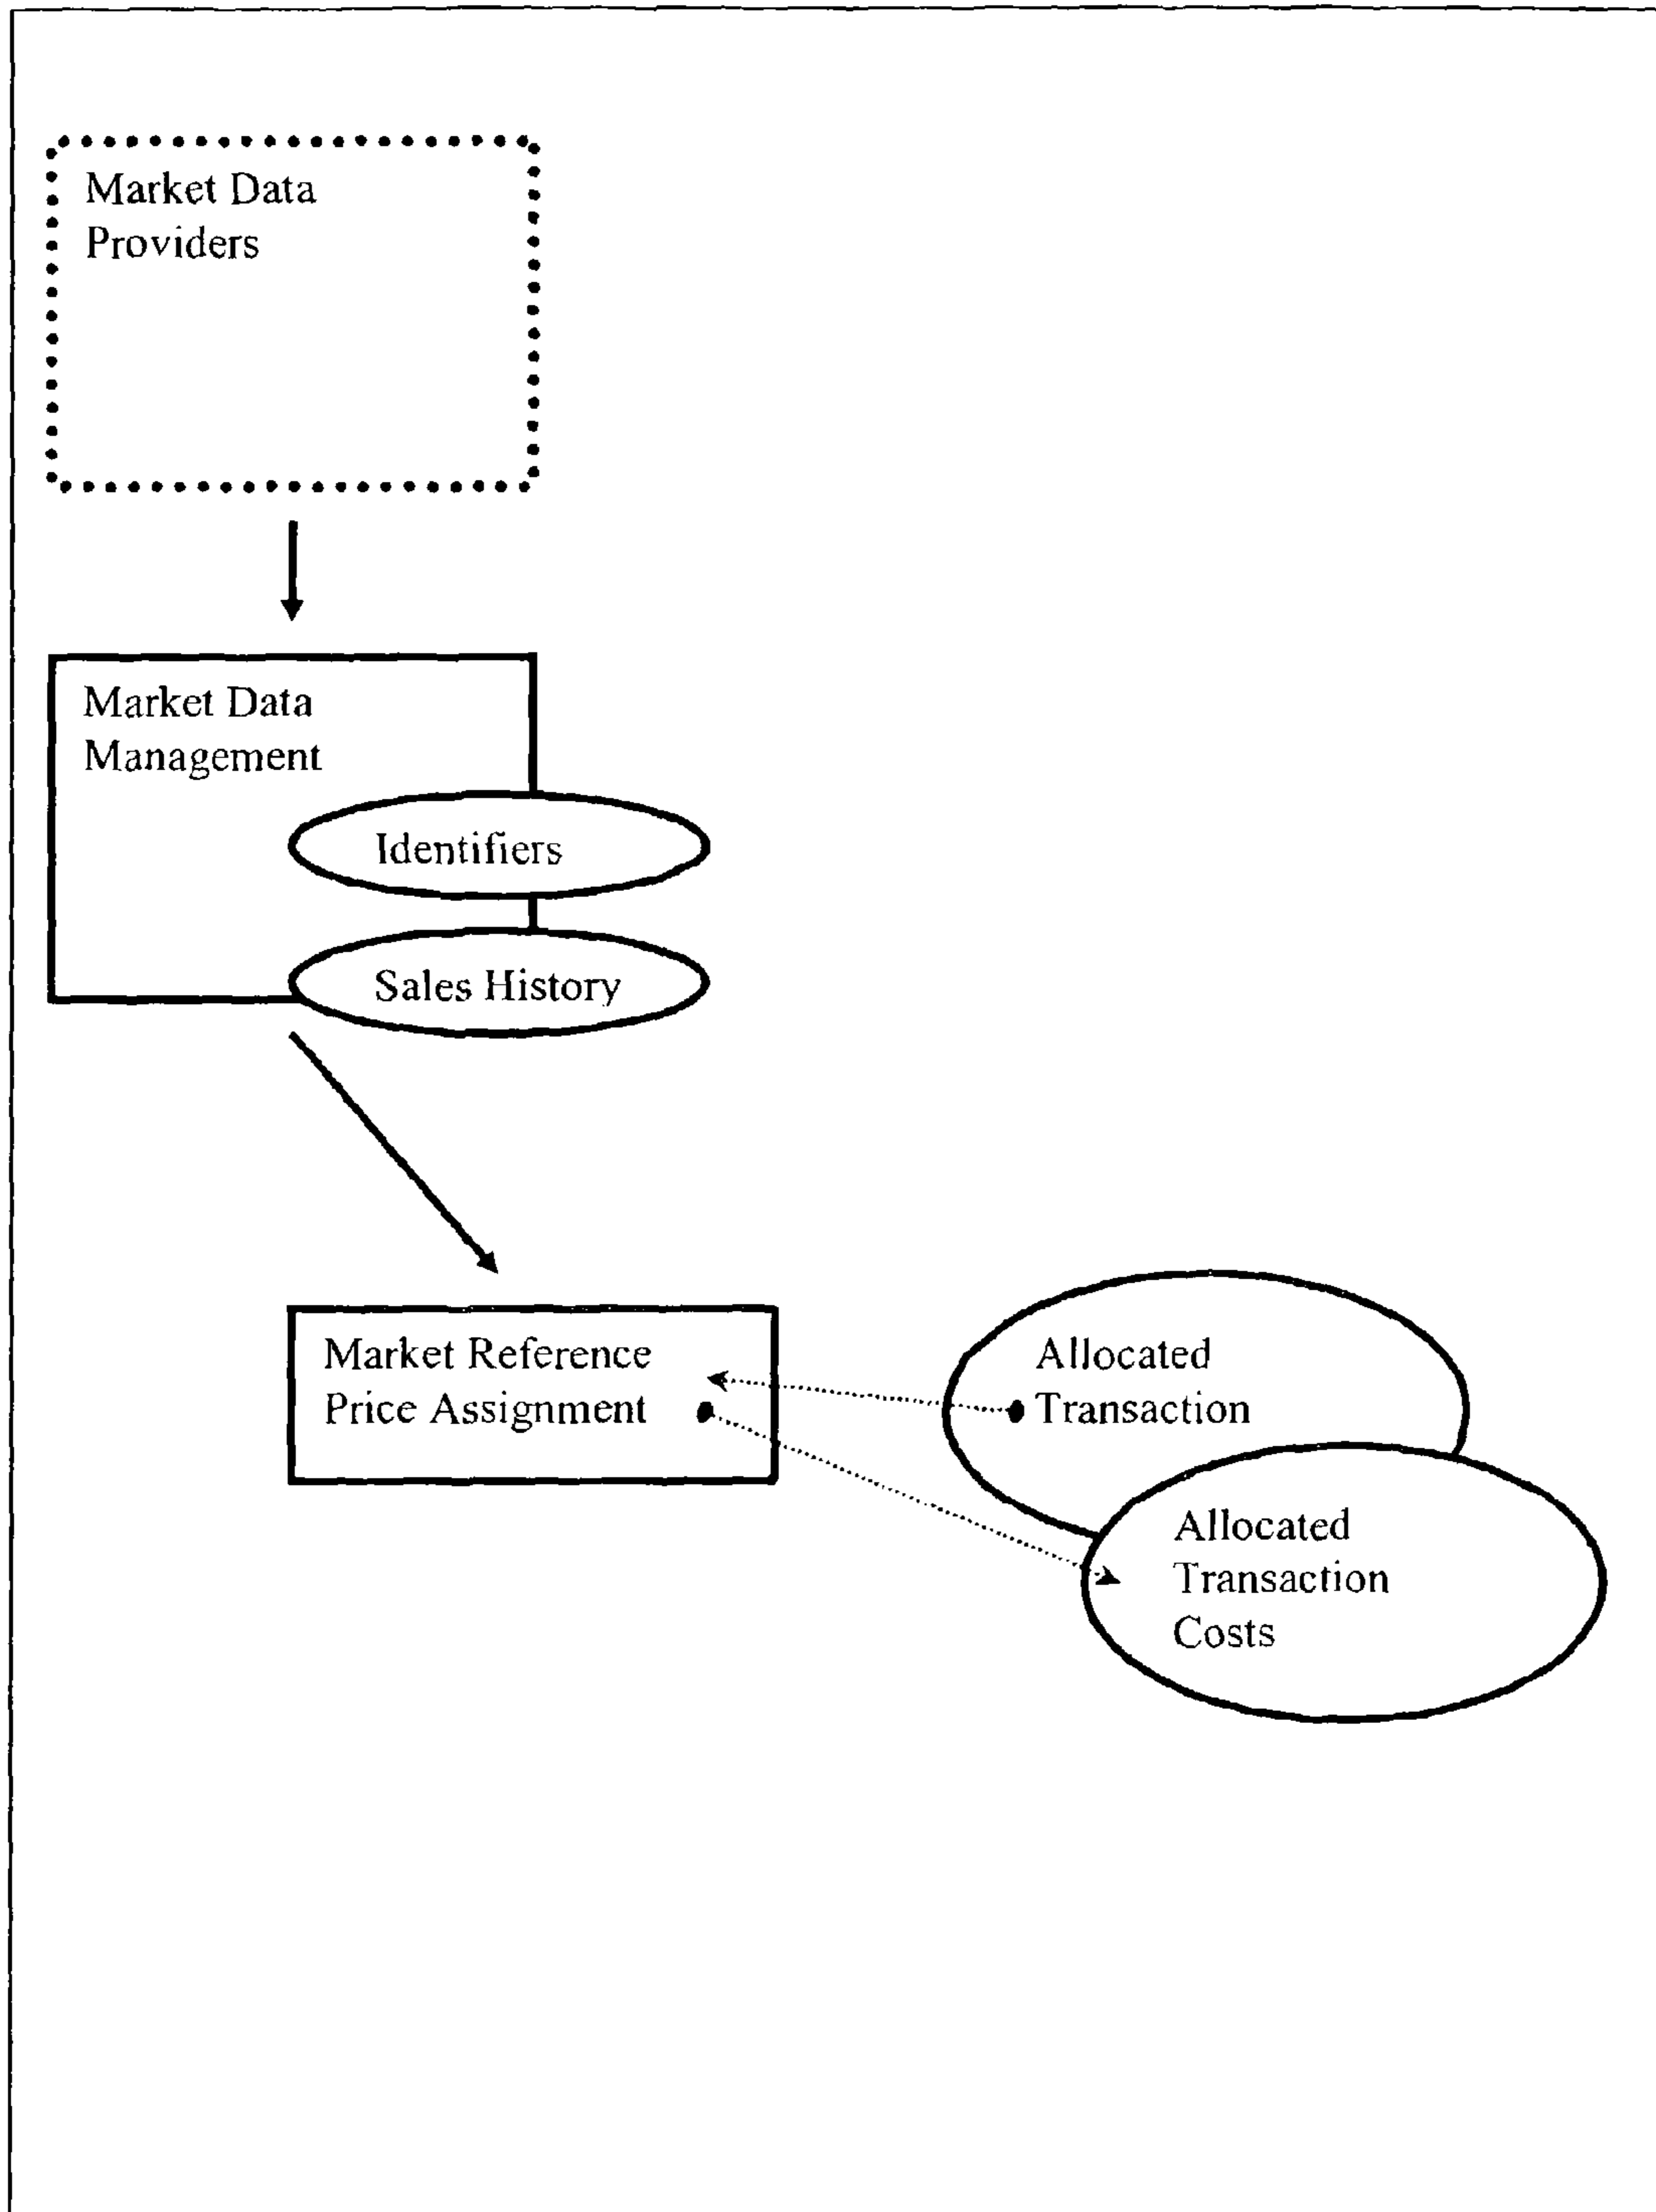 Market Data
Providers
Market Data
Management
Identifiers
Sales History
Market Reference
Price Assignment
Allocated
Transaction
Allocated
Transaction
Costs